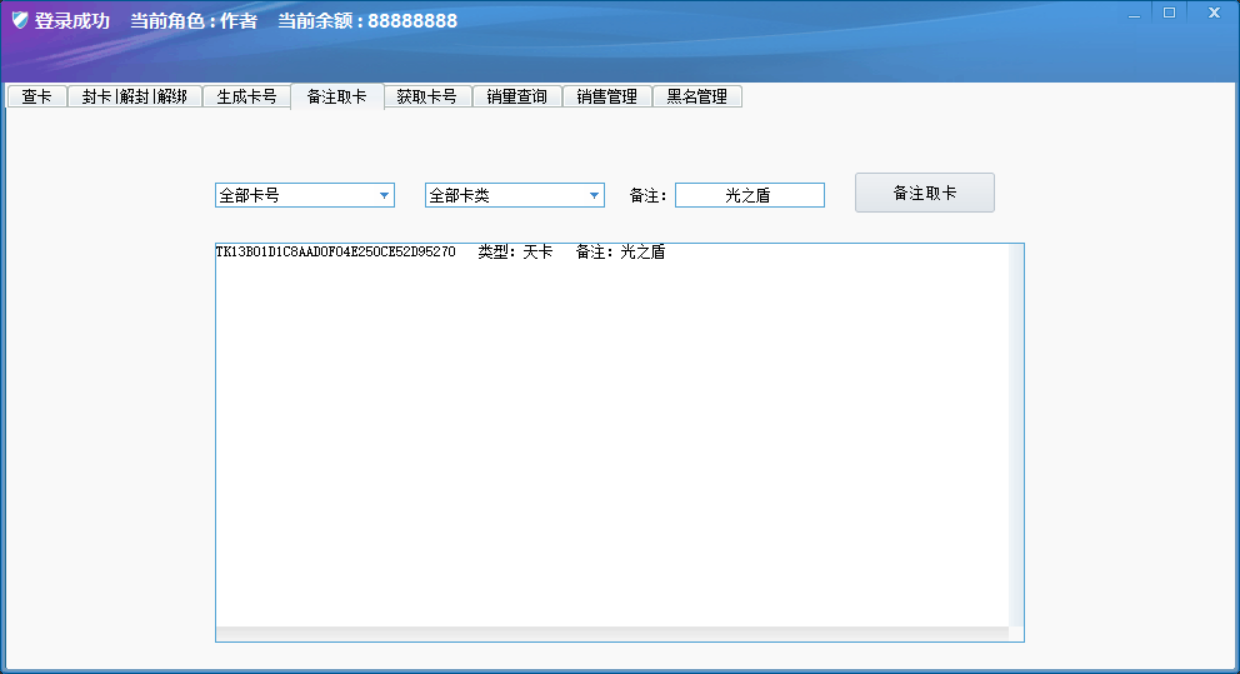 登录成功 当前角色：作者 当前余额：88888888
查卡 封卡|解封|解绑 生成卡号 备注取卡 获取卡号 销量查询 销售管理 黑名管理
全部卡号 全部卡类 备注： 光之盾 备注取卡
TK13B01D1C8AAD0F04E250CE52D95270 类型：天卡 备注：光之盾